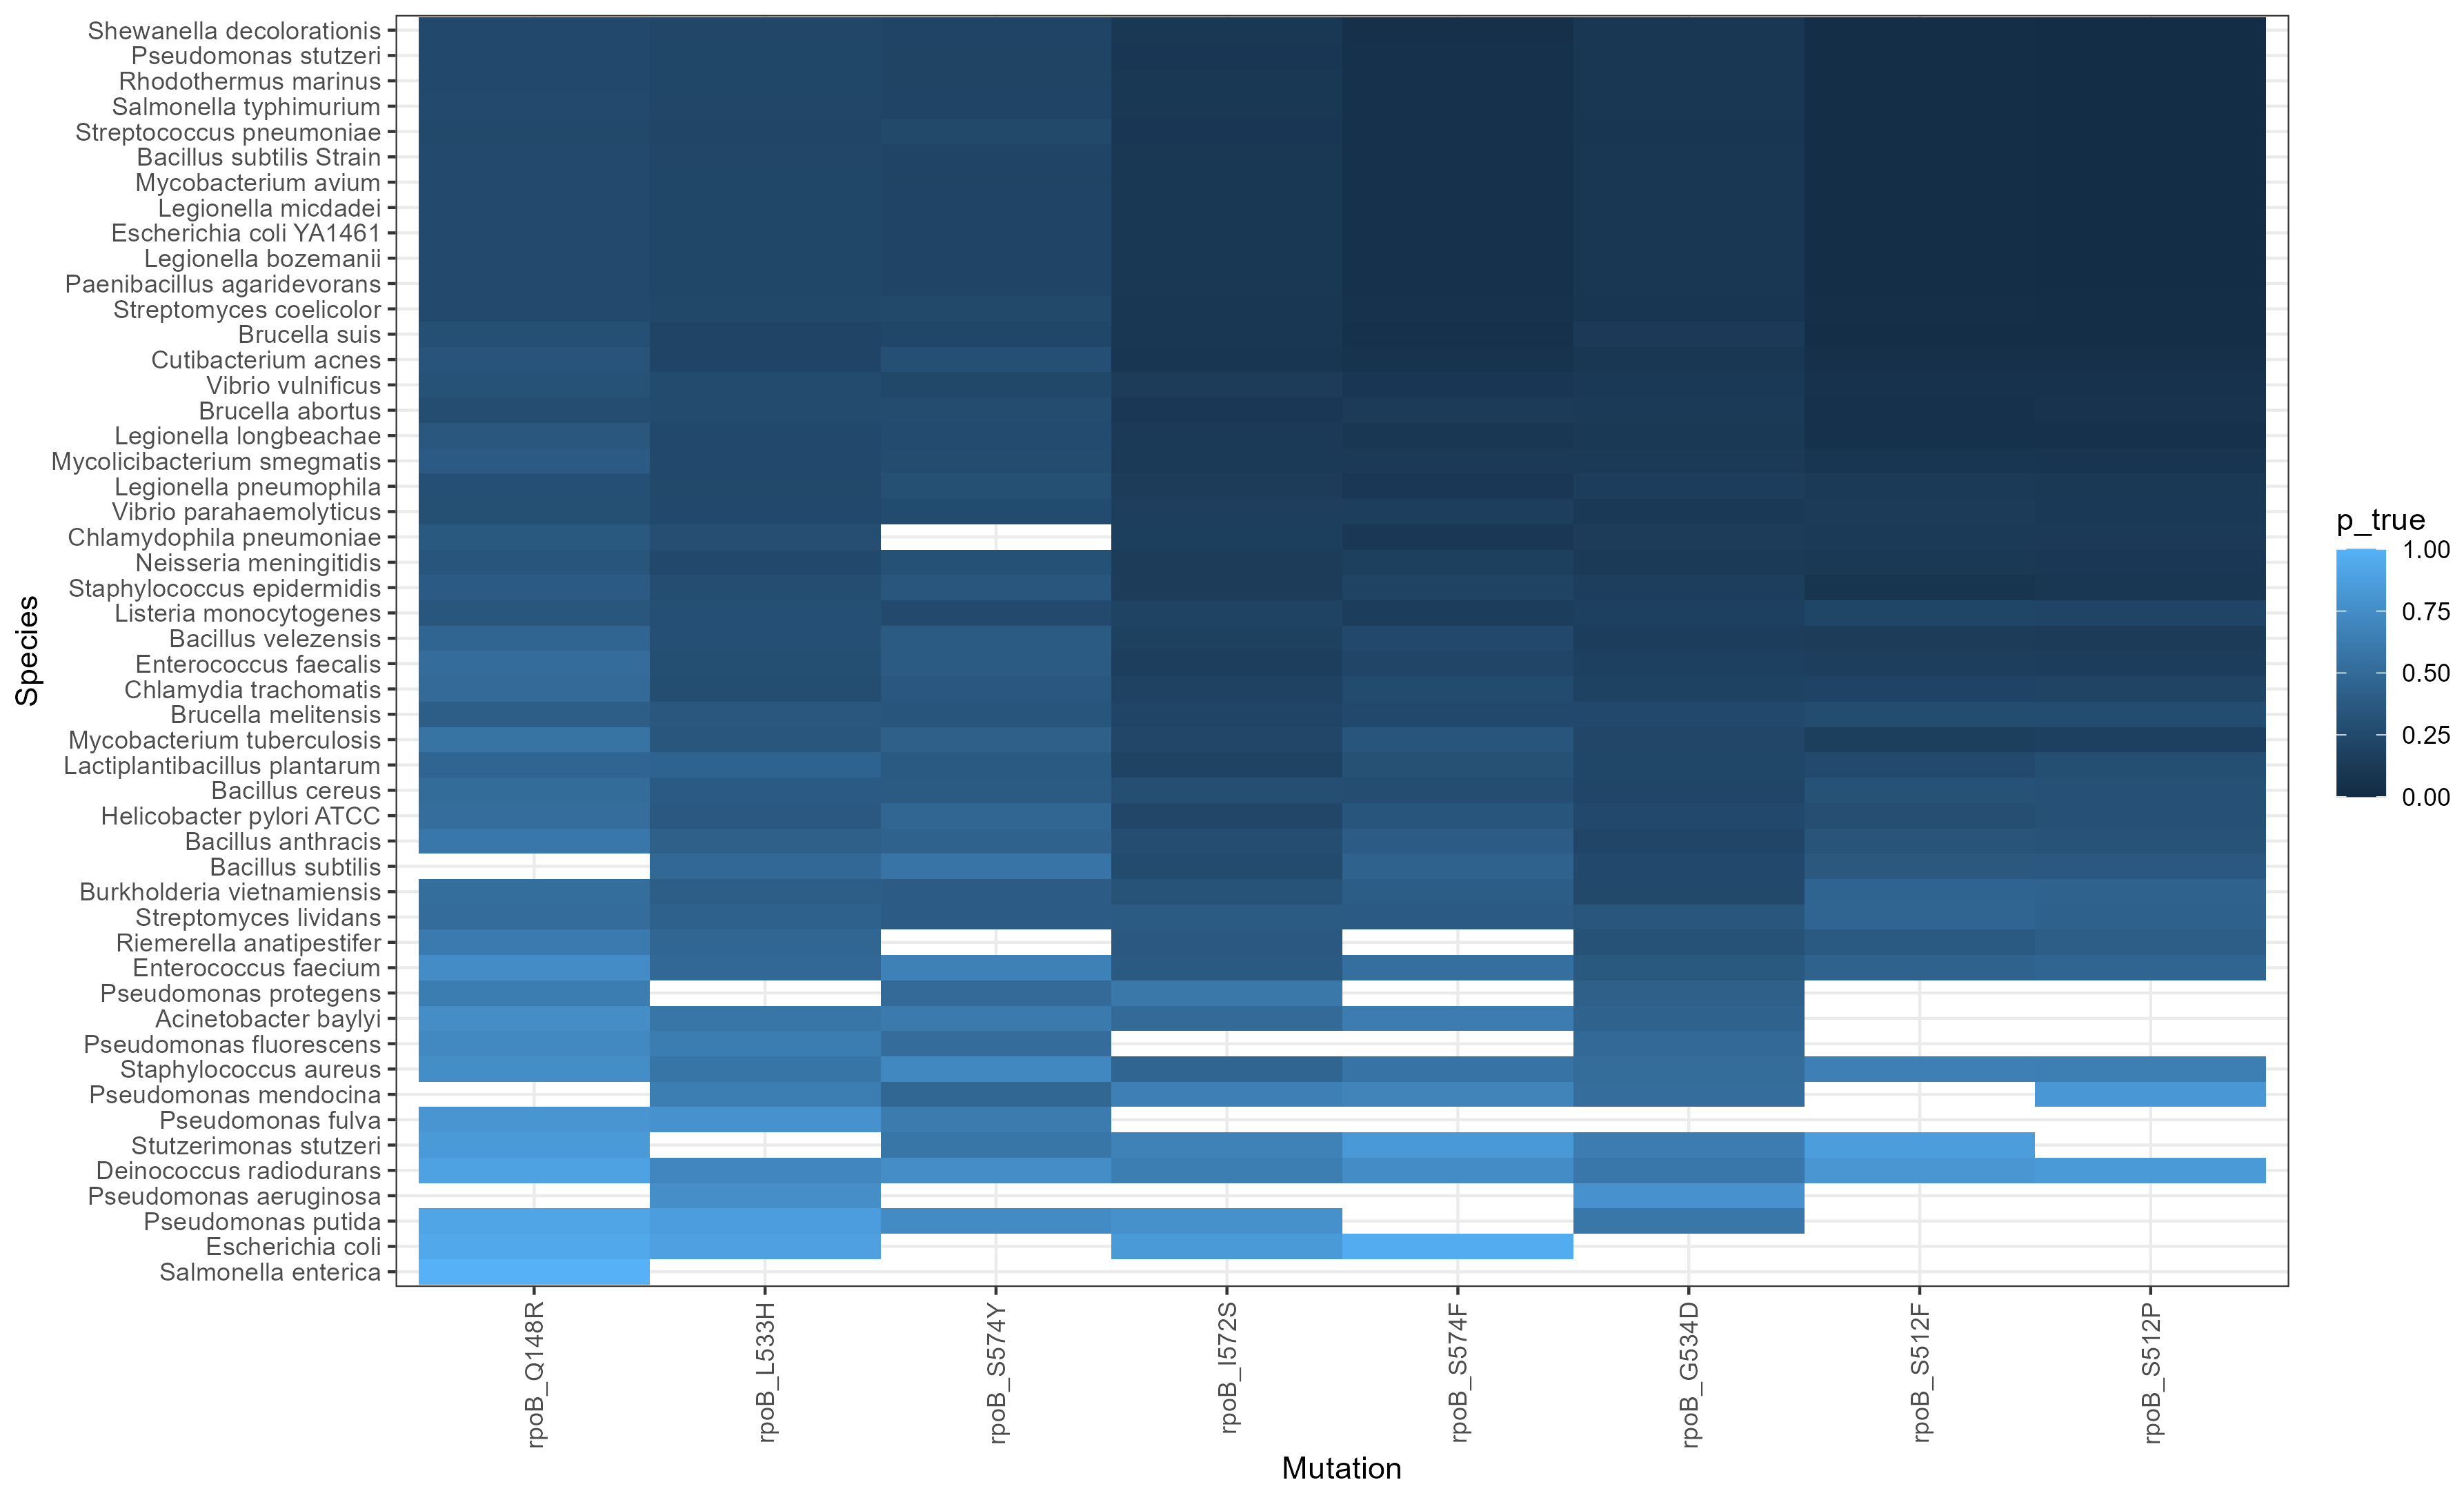 Shewanella decolorationis
Pseudomonas stutzeri
Rhodothermus marinus
Salmonella typhimurium
Streptococcus pneumoniae
Bacillus subtilis Strain
Mycobacterium avium
Legionella micdadei
Escherichia coli YA1461
Legionella bozemanii
Paenibacillus agaridevorans
Streptomyces coelicolor
Brucella suis
Cutibacterium acnes
Vibrio vulnificus
Brucella abortus
Legionella longbeachae
Mycolicibacterium smegmatis
Legionella pneumophila
Vibrio parahaemolyticus
Chlamydophila pneumoniae
Neisseria meningitidis
Staphylococcus epidermidis
Listeria monocytogenes
Bacillus velezensis
Enterococcus faecalis
Chlamydia trachomatis
Brucella melitensis
Mycobacterium tuberculosis
Lactiplantibacillus plantarum
Bacillus cereus
Helicobacter pylori ATCC
Bacillus anthracis
Bacillus subtilis
Burkholderia vietnamiensis
Streptomyces lividans
Riemerella anatipestifer
Enterococcus faecium
Pseudomonas protegens
Acinetobacter baylyi
Pseudomonas fluorescens
Staphylococcus aureus
Pseudomonas mendocina
Pseudomonas fulva
Stutzerimonas stutzeri
Deinococcus radiodurans
Pseudomonas aeruginosa
Pseudomonas putida
Escherichia coli
Salmonella enterica
Species
rpoB_Q148R
rpoB_L533H
rpoB_S574Y
rpoB_I572S
rpoB_S574F
rpoB_G534D
rpoB_S512F
rpoB_S512P
Mutation
p_true
1.00
0.75
0.50
0.25
0.00